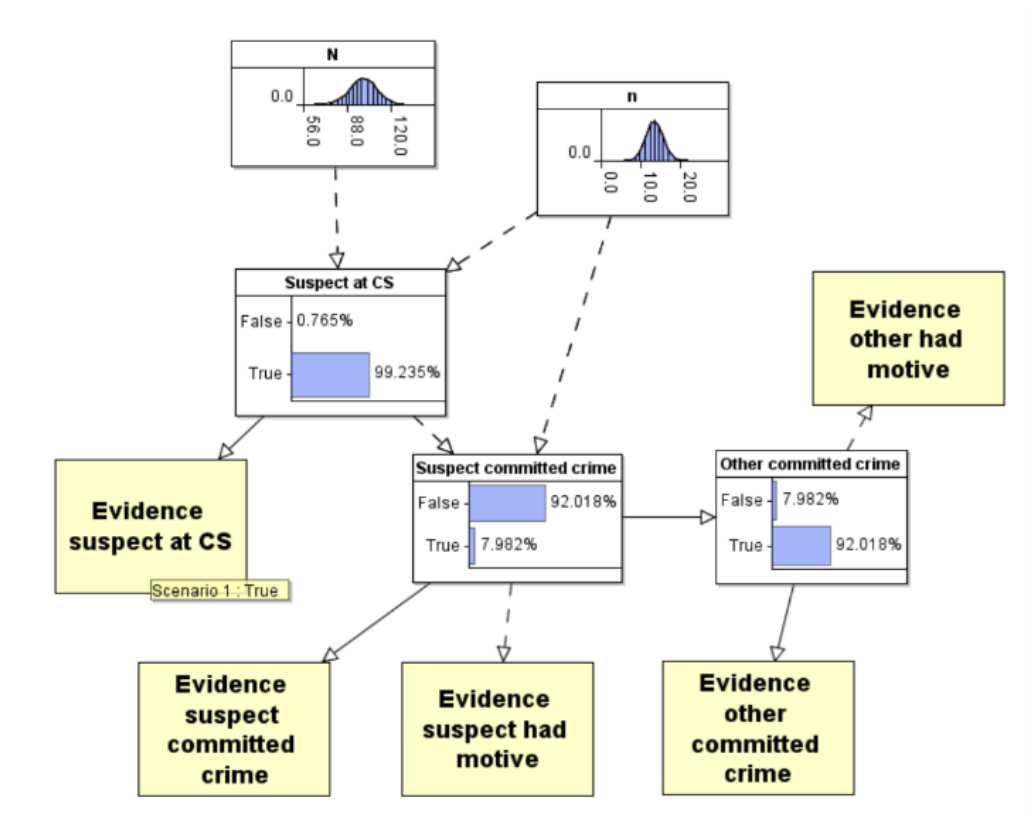 N
0.0
56.0
88.0
120.0
n
0.0
0.0
10.0
20.0
Suspect at CS
False
0.765%
True
99.235%
Evidence
other had
motive
Evidence
suspect at CS
Scenario 1 : True
Suspect committed crime
False
92.018%
True
7.982%
Other committed crime
False
7.982%
True
92.018%
Evidence
suspect
committed
crime
Evidence
suspect had
motive
Evidence
other
committed
crime